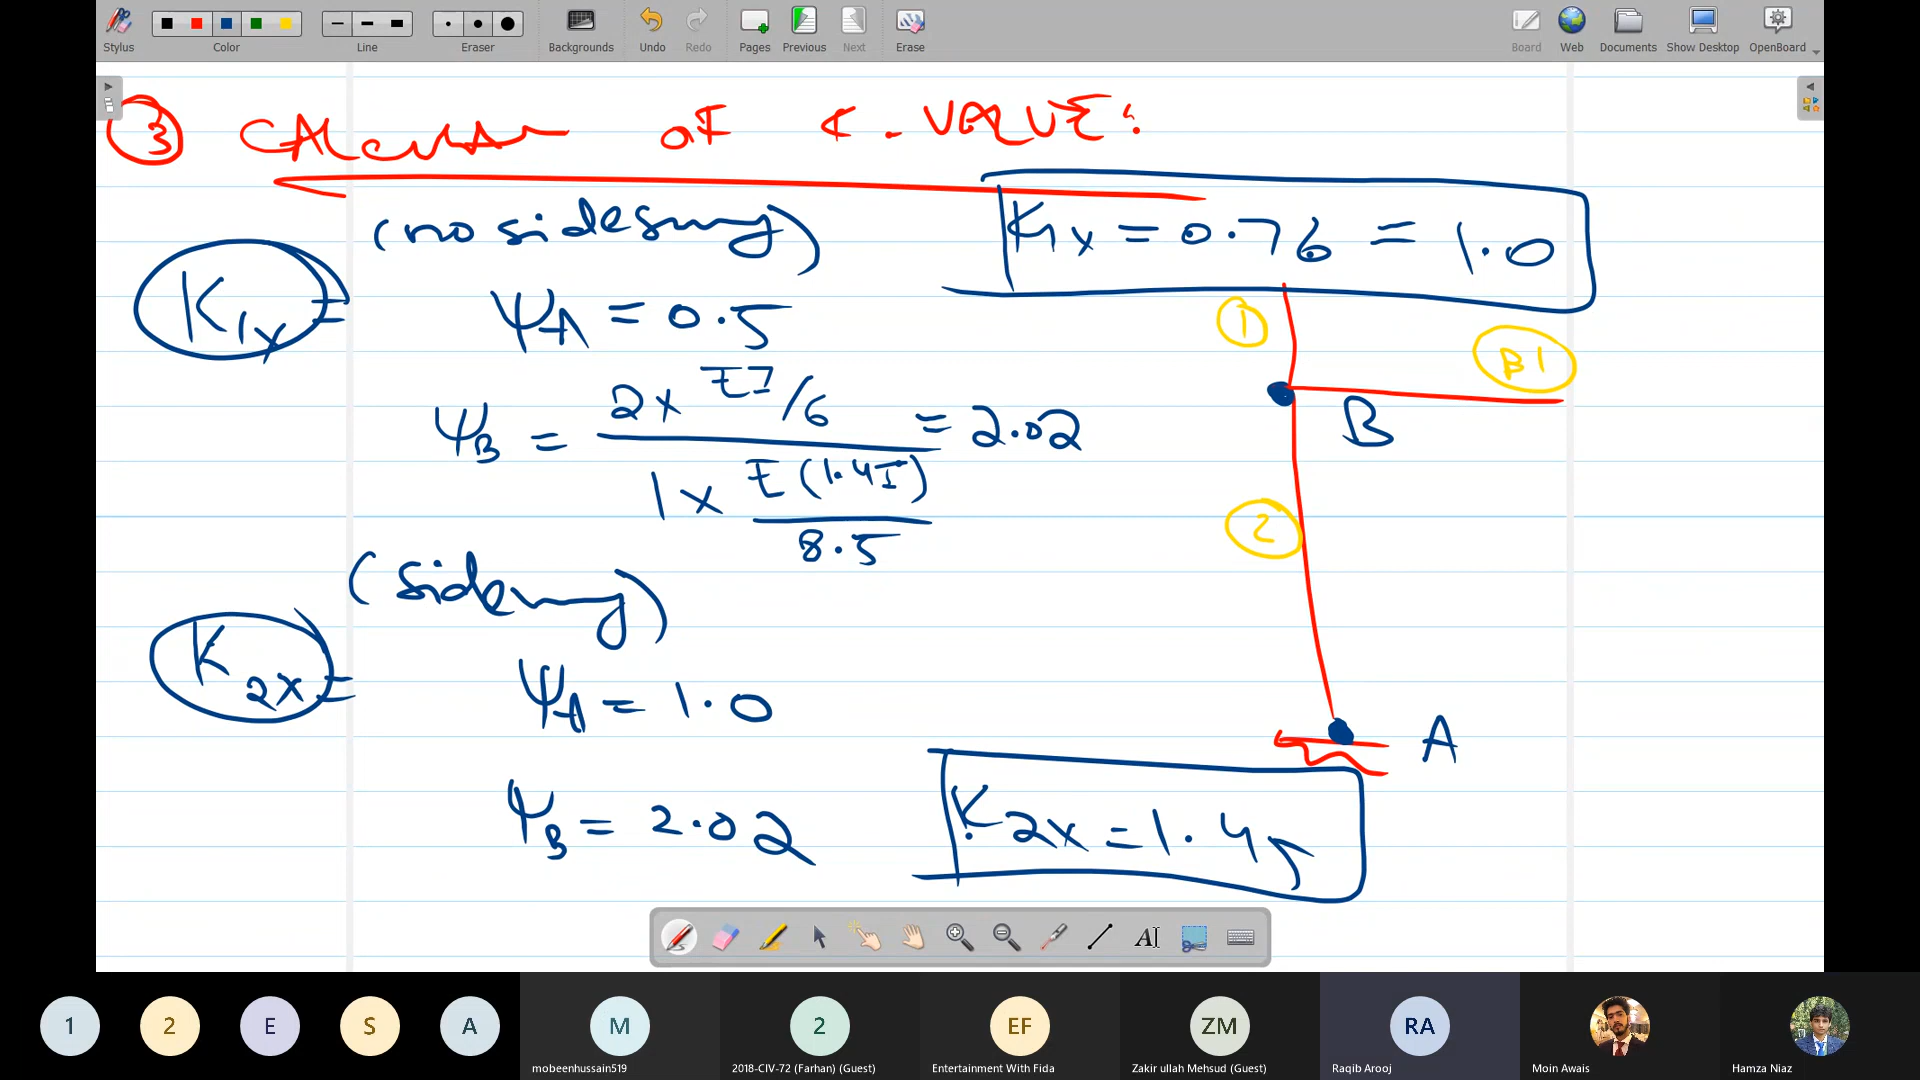 Stylus Color Line Eraser Backgrounds Undo Redo Pages Previous Next Erase Board Web Documents Show Desktop OpenBoard
③ OF K-VALUE:
(no sidesway)
K1x = 0.76 = 1.0
K1x =
ψA = 0.5
①
B1
ψB = 2 x EI/6 / 1 x E(1.4I)/8.5 = 2.02
B
②
(sidesway)
K2x =
ψA = 1.0
A
ψB = 2.02
K2x = 1.45
1 2 E S A M 2 EF ZM RA
mobeenhussain519 2018-CIV-72 (Farhan) (Guest) Entertainment With Fida Zakir ullah Mehsud (Guest) Raqib Arooj Moin Awais Hamza Niaz